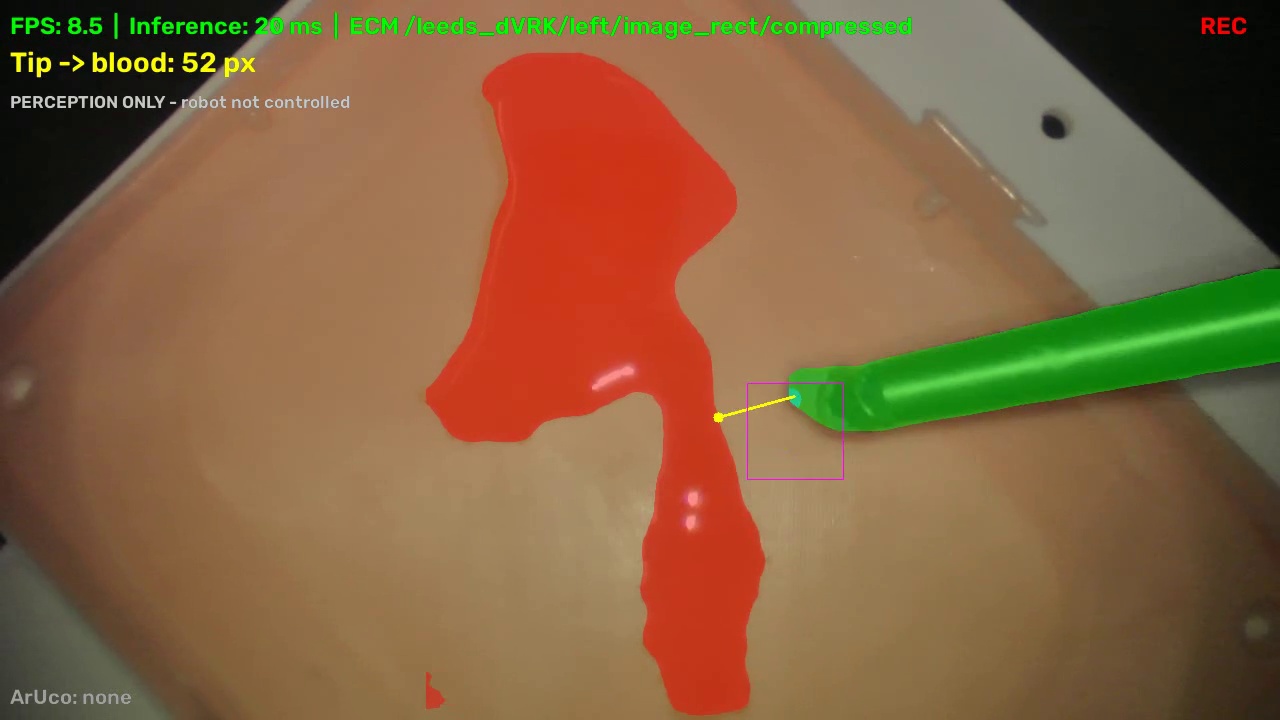 FPS: 8.5 | Inference: 20 ms | ECM /leeds_dVRK/left/image_rect/compressed
REC
Tip -> blood: 52 px
PERCEPTION ONLY - robot not controlled
ArUco: none